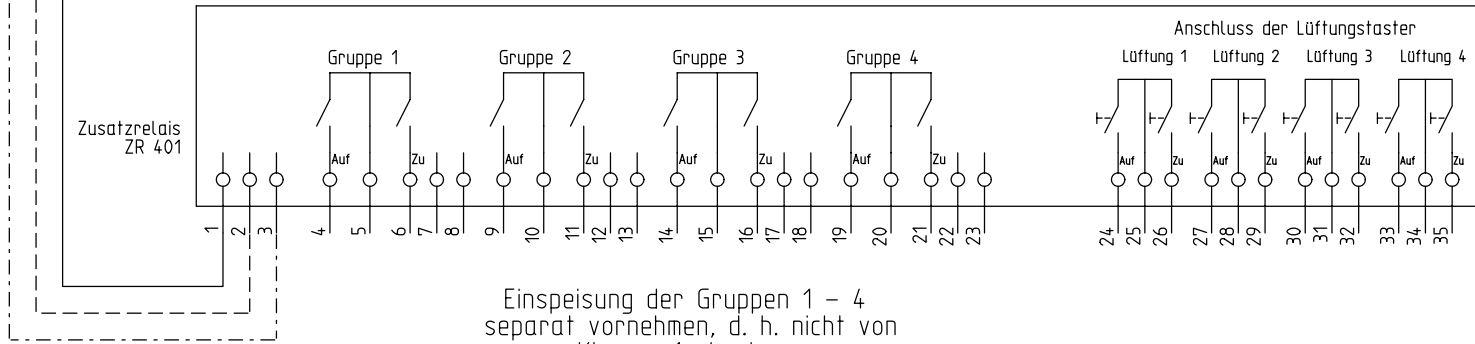 Anschluss der Lüftungstaster
Gruppe 1 Gruppe 2 Gruppe 3 Gruppe 4 Lüftung 1 Lüftung 2 Lüftung 3 Lüftung 4
Zusatzrelais
ZR 401
Auf Zu Auf Zu Auf Zu Auf Zu Auf Zu Auf Zu Auf Zu Auf Zu
1 2 3 4 5 6 7 8 9 10 11 12 13 14 15 16 17 18 19 20 21 22 23 24 25 26 27 28 29 30 31 32 33 34 35
Einspeisung der Gruppen 1 – 4
separat vornehmen, d. h. nicht von